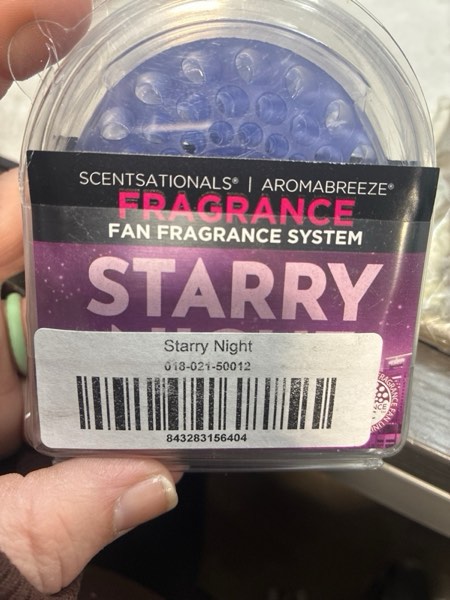 SCENTSATIONALS® | AROMABREEZE®
FRAGRANCE
FAN FRAGRANCE SYSTEM
STARRY
Starry Night
018-021-50012
843283156404